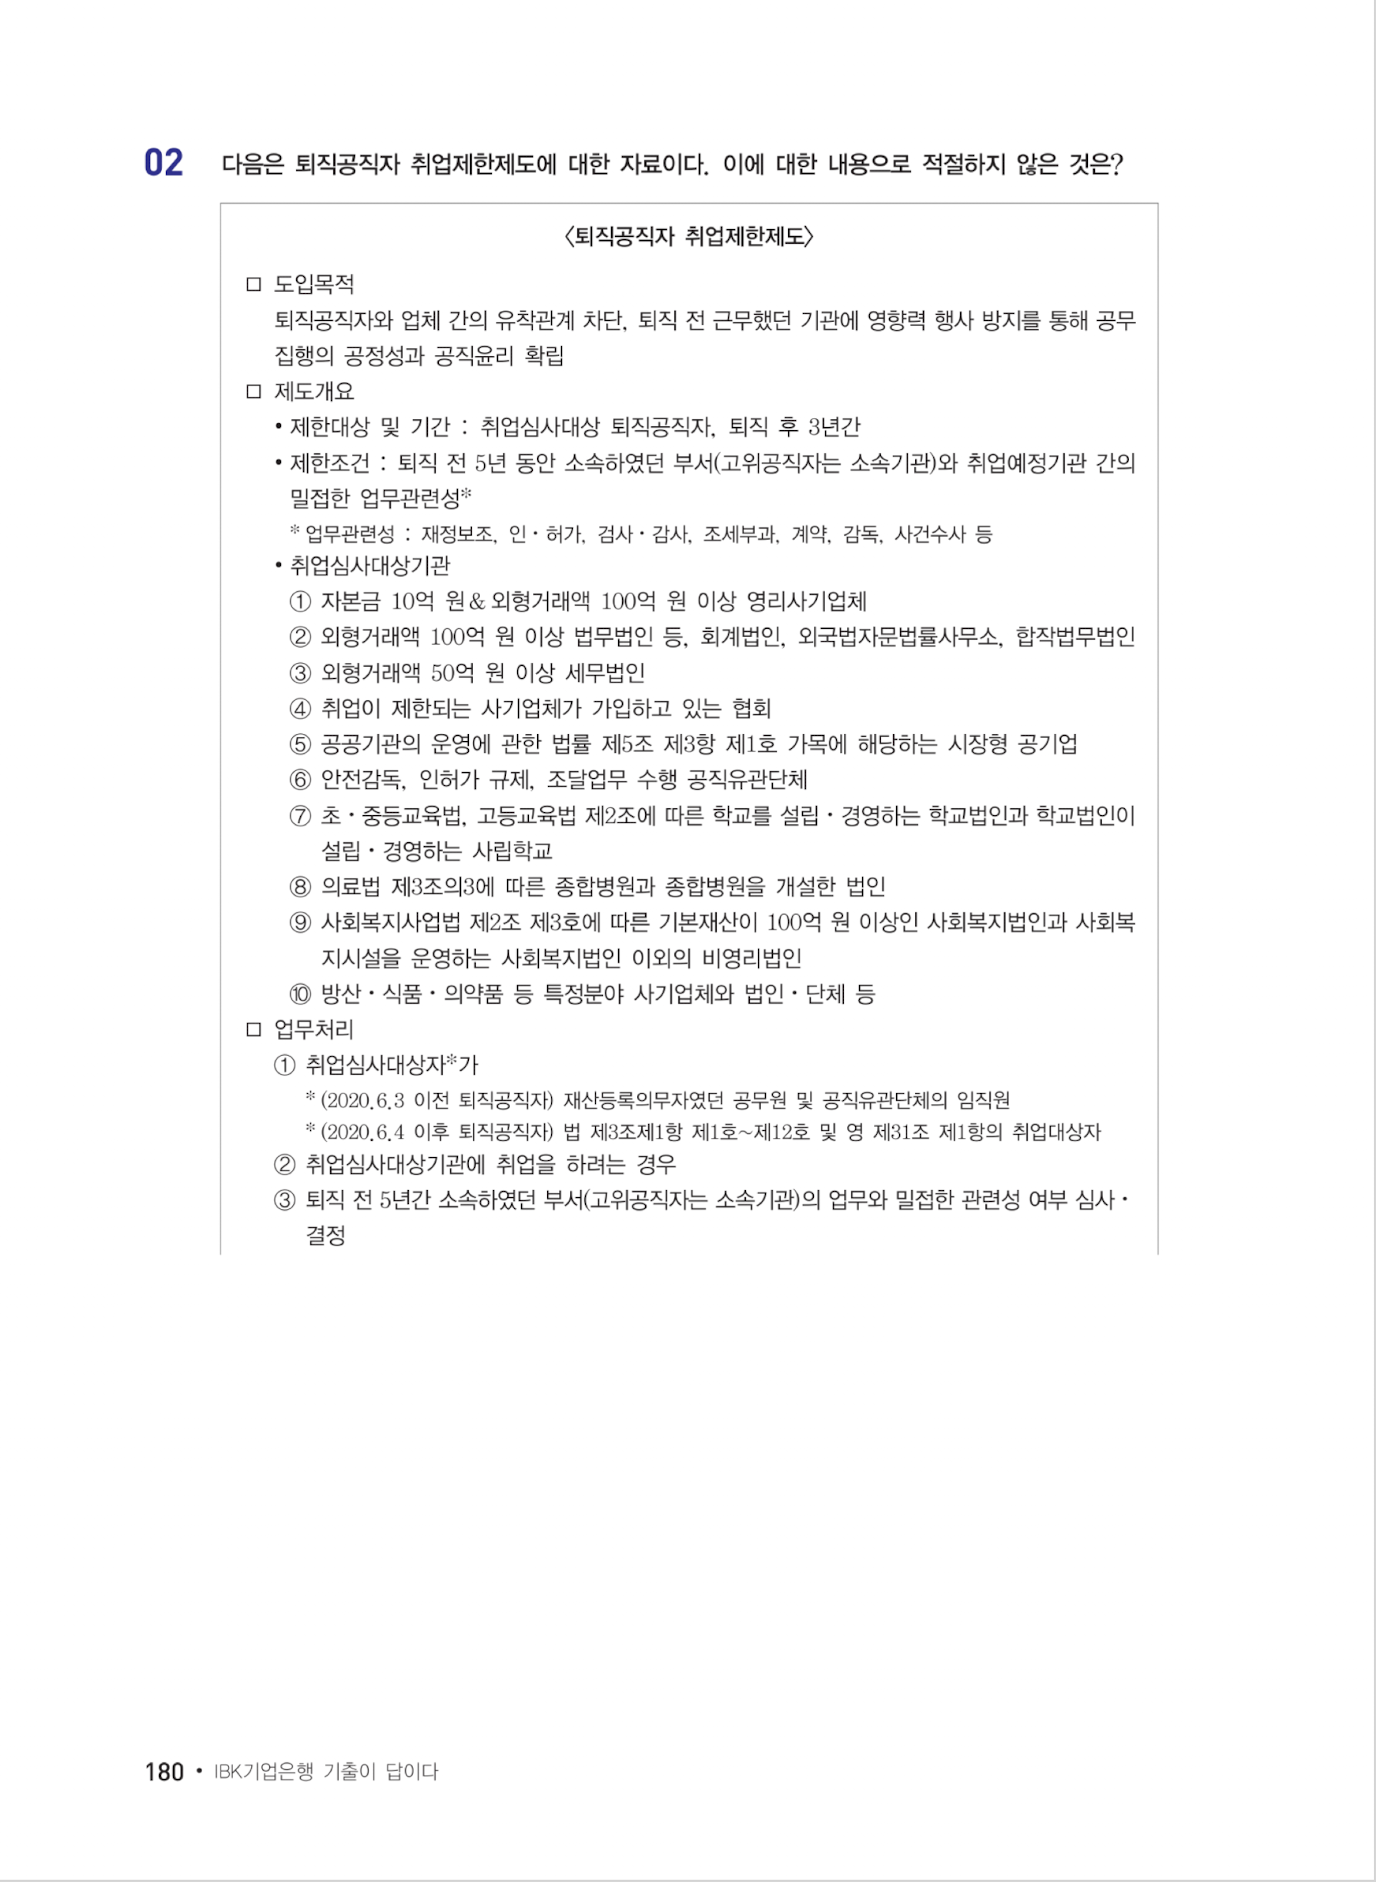 02 다음은 퇴직공직자 취업제한제도에 대한 자료이다. 이에 대한 내용으로 적절하지 않은 것은?
〈퇴직공직자 취업제한제도〉
□ 도입목적
퇴직공직자와 업체 간의 유착관계 차단, 퇴직 전 근무했던 기관에 영향력 행사 방지를 통해 공무
집행의 공정성과 공직윤리 확립
□ 제도개요
• 제한대상 및 기간 : 취업심사대상 퇴직공직자, 퇴직 후 3년간
• 제한조건 : 퇴직 전 5년 동안 소속하였던 부서(고위공직자는 소속기관)와 취업예정기관 간의
밀접한 업무관련성*
* 업무관련성 : 재정보조, 인·허가, 검사·감사, 조세부과, 계약, 감독, 사건수사 등
• 취업심사대상기관
① 자본금 10억 원 & 외형거래액 100억 원 이상 영리사기업체
② 외형거래액 100억 원 이상 법무법인 등, 회계법인, 외국법자문법률사무소, 합작법무법인
③ 외형거래액 50억 원 이상 세무법인
④ 취업이 제한되는 사기업체가 가입하고 있는 협회
⑤ 공공기관의 운영에 관한 법률 제5조 제3항 제1호 가목에 해당하는 시장형 공기업
⑥ 안전감독, 인허가 규제, 조달업무 수행 공직유관단체
⑦ 초·중등교육법, 고등교육법 제2조에 따른 학교를 설립·경영하는 학교법인과 학교법인이
설립·경영하는 사립학교
⑧ 의료법 제3조의3에 따른 종합병원과 종합병원을 개설한 법인
⑨ 사회복지사업법 제2조 제3호에 따른 기본재산이 100억 원 이상인 사회복지법인과 사회복
지시설을 운영하는 사회복지법인 이외의 비영리법인
⑩ 방산·식품·의약품 등 특정분야 사기업체와 법인·단체 등
□ 업무처리
① 취업심사대상자*가
* (2020.6.3 이전 퇴직공직자) 재산등록의무자였던 공무원 및 공직유관단체의 임직원
* (2020.6.4 이후 퇴직공직자) 법 제3조제1항 제1호~제12호 및 영 제31조 제1항의 취업대상자
② 취업심사대상기관에 취업을 하려는 경우
③ 퇴직 전 5년간 소속하였던 부서(고위공직자는 소속기관)의 업무와 밀접한 관련성 여부 심사·
결정
180 • IBK기업은행 기출이 답이다